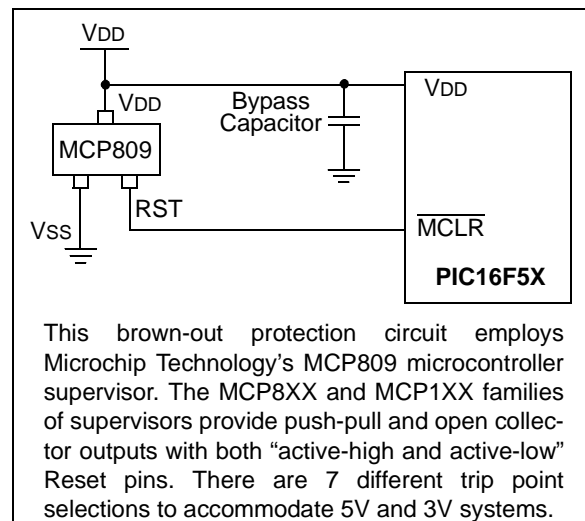 VDD
VDD
VDD
Bypass
Capacitor
MCP809
RST
VSS
MCLR
PIC16F5X
This brown-out protection circuit employs
Microchip Technology's MCP809 microcontroller
supervisor. The MCP8XX and MCP1XX families
of supervisors provide push-pull and open collec-
tor outputs with both “active-high and active-low”
Reset pins. There are 7 different trip point
selections to accommodate 5V and 3V systems.